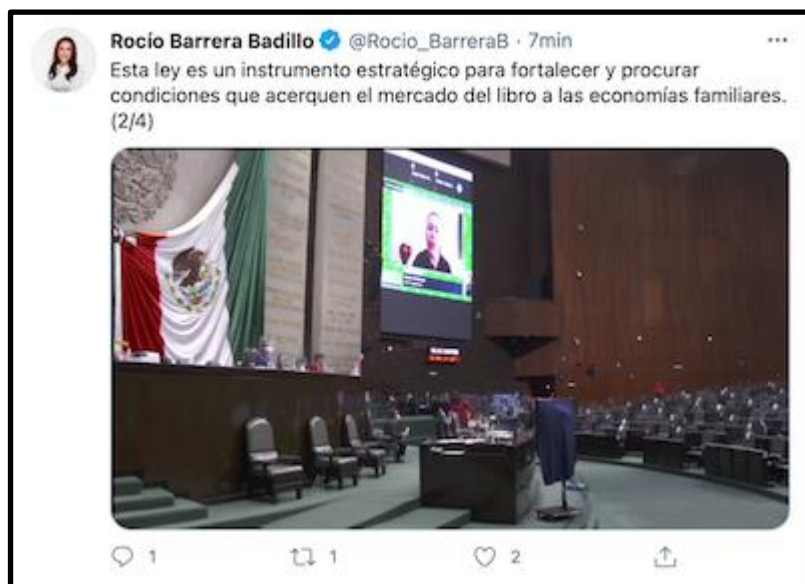 Rocío Barrera Badillo @Rocio_BarreraB · 7min
Esta ley es un instrumento estratégico para fortalecer y procurar
condiciones que acerquen el mercado del libro a las economías familiares.
(2/4)
1 1 2